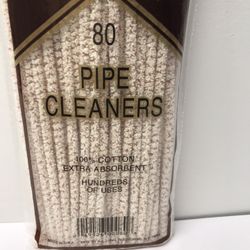 80
PIPE
CLEANERS
100% COTTON
EXTRA ABSORBENT
HUNDREDS
OF USES